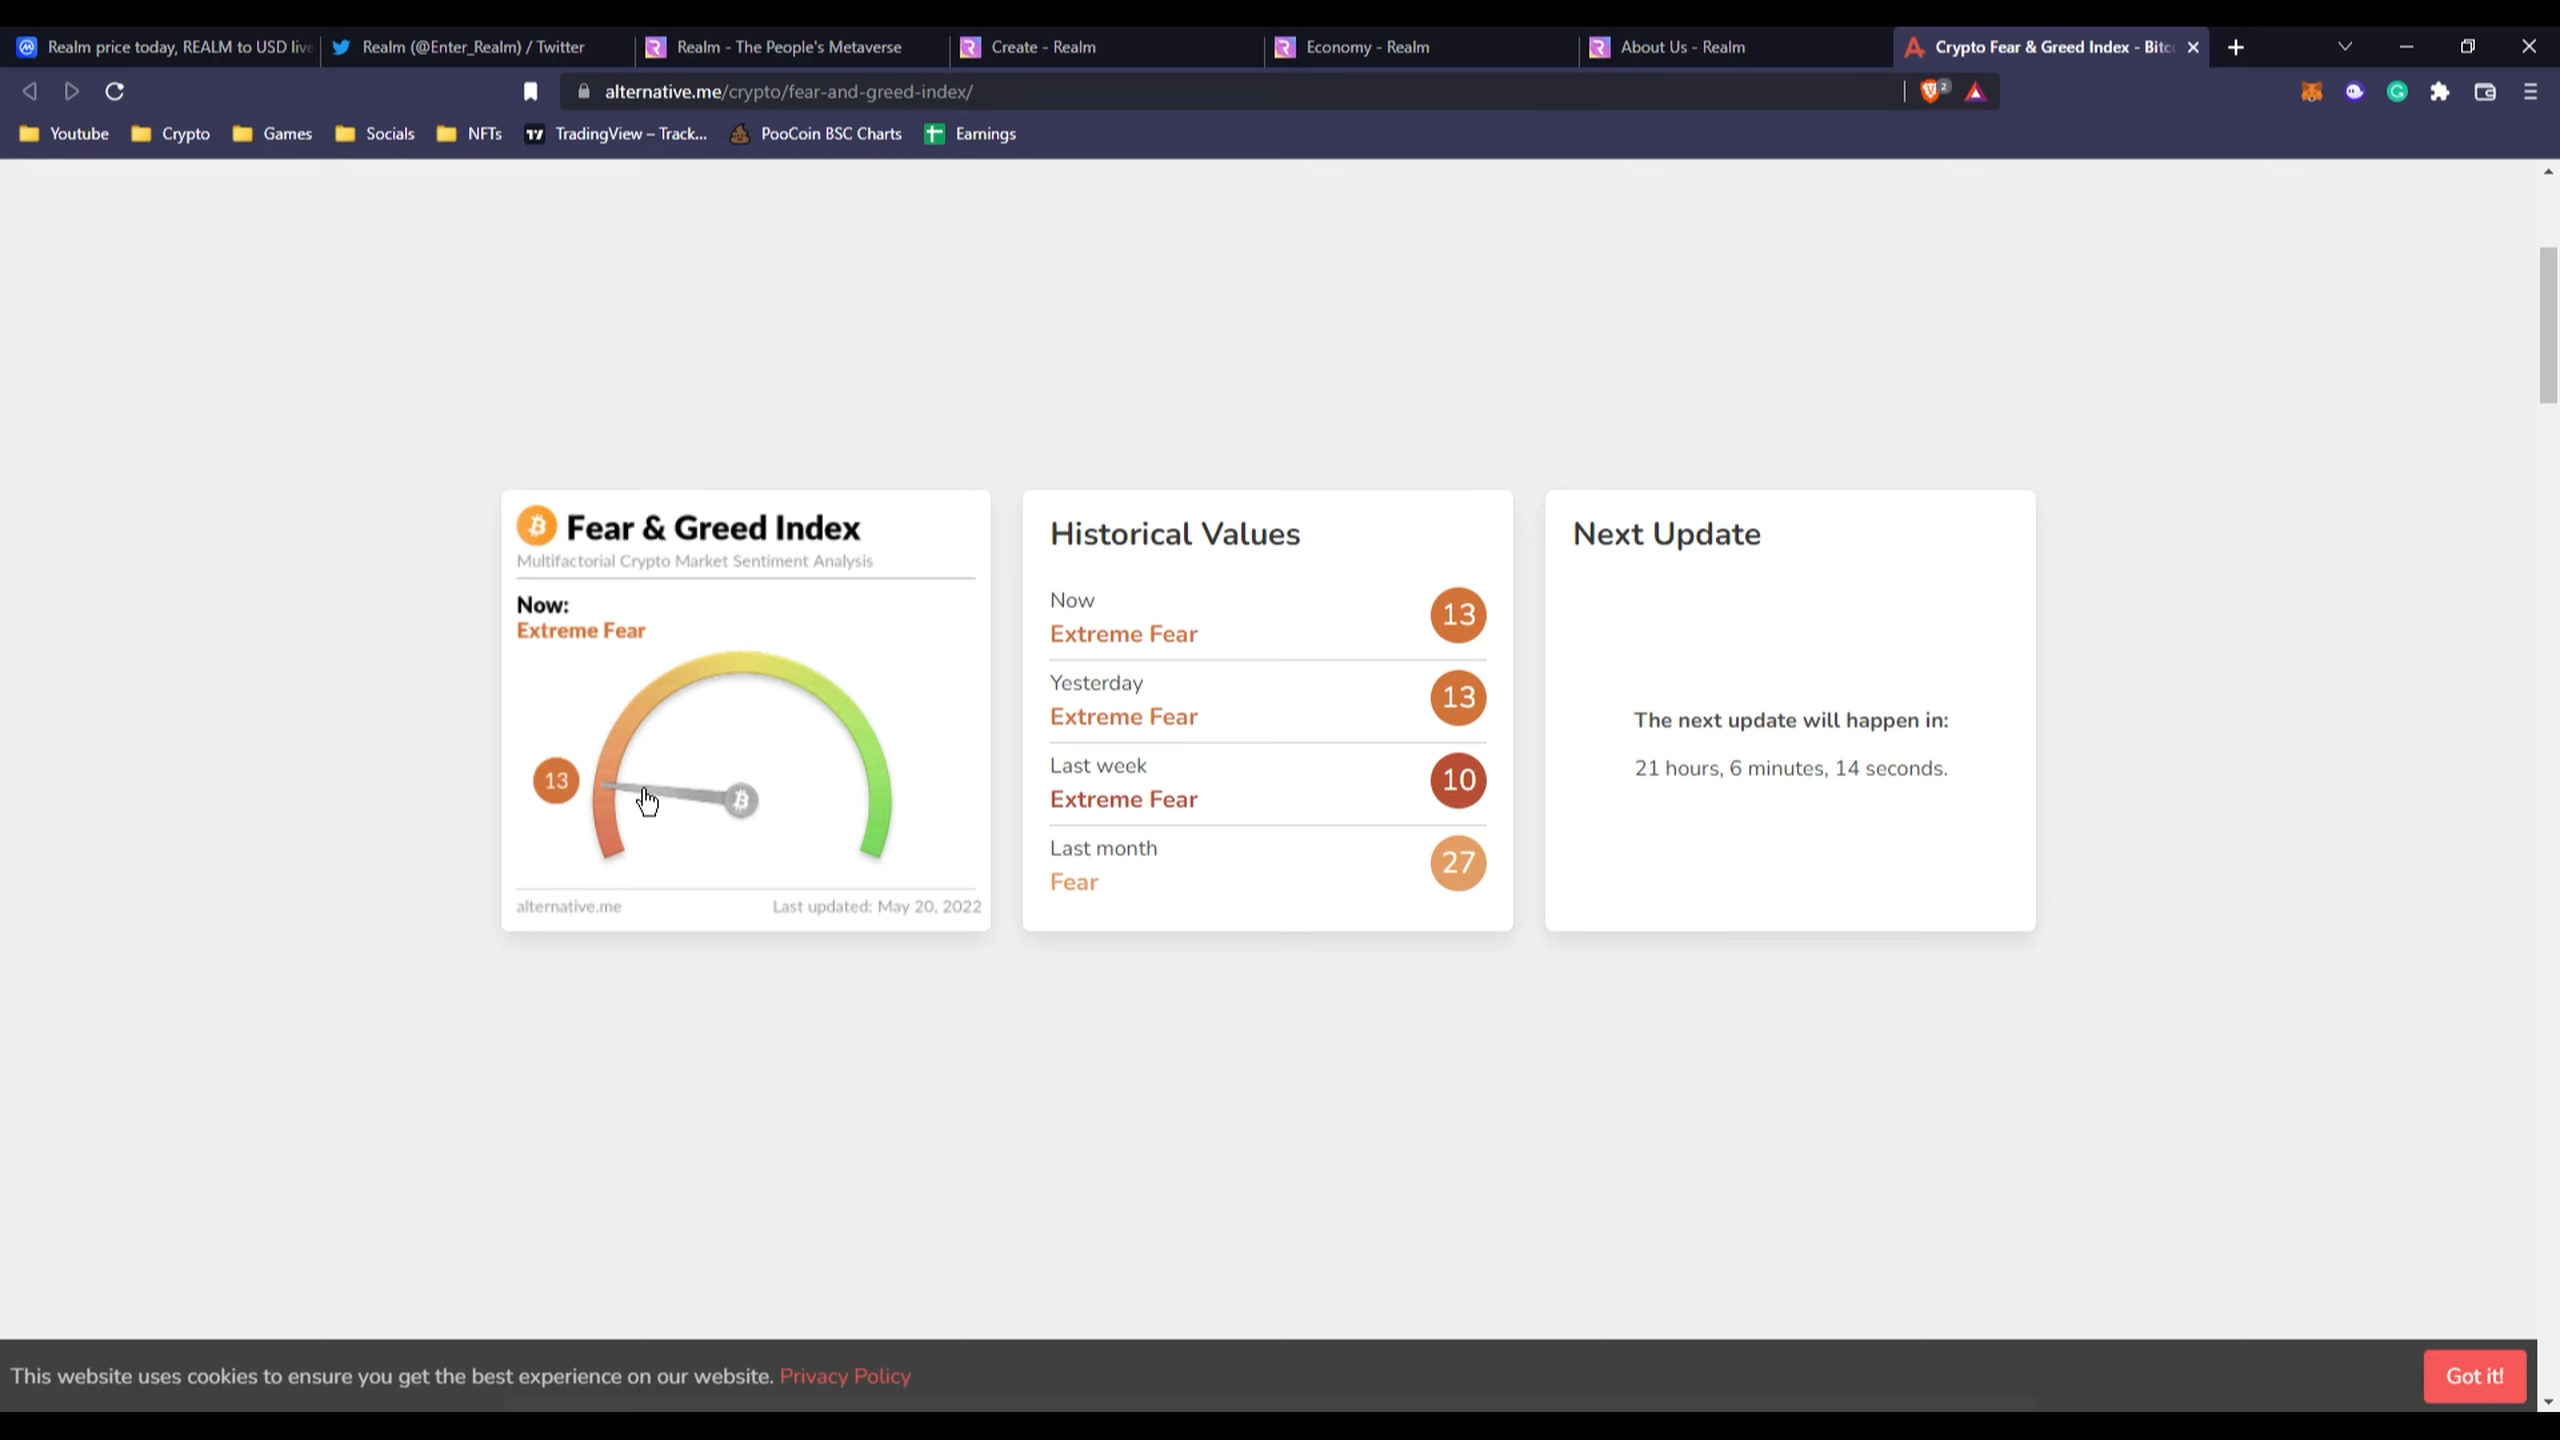 Realm price today, REALM to USD live
Realm (@Enter_Realm) / Twitter
Realm - The People's Metaverse
Create - Realm
Economy - Realm
About Us - Realm
Crypto Fear & Greed Index - Bitc
alternative.me/crypto/fear-and-greed-index/
2
Youtube
Crypto
Games
Socials
NFTs
TradingView – Track...
PooCoin BSC Charts
Earnings
Fear & Greed Index
Multifactorial Crypto Market Sentiment Analysis
Now:
Extreme Fear
13
alternative.me
Last updated: May 20, 2022
Historical Values
Now
Extreme Fear
13
Yesterday
Extreme Fear
13
Last week
Extreme Fear
10
Last month
Fear
27
Next Update
The next update will happen in:
21 hours, 6 minutes, 14 seconds.
This website uses cookies to ensure you get the best experience on our website. Privacy Policy
Got it!